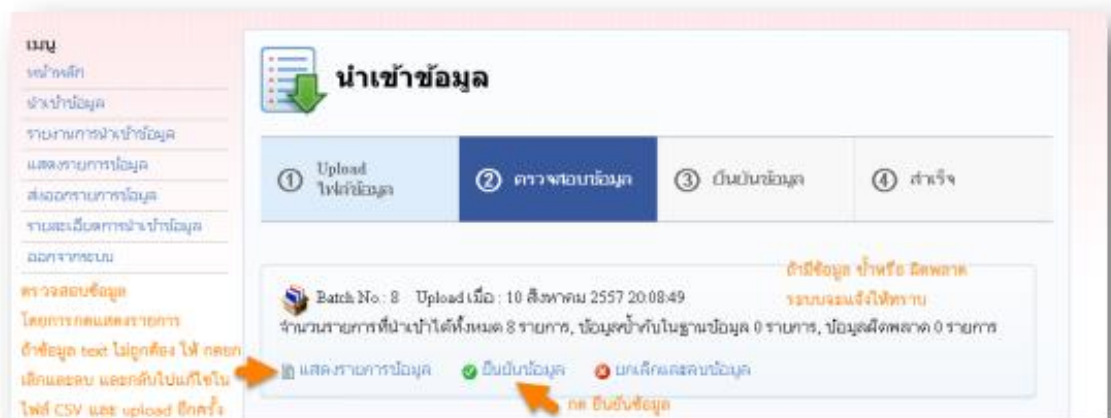 เมนู
หน้าหลัก
นำเข้าข้อมูล
รายงานการนำเข้าข้อมูล
แสดงรายการข้อมูล
ส่งออกรายการข้อมูล
รายละเอียดการนำเข้าข้อมูล
ออกจากระบบ
ตรวจสอบข้อมูล
โดยการกดแสดงรายการ
ถ้าข้อมูล text ไม่ถูกต้อง ให้ กดยก
เลิกและลบ และกลับไปแก้ไขใน
ไฟล์ CSV และ upload อีกครั้ง
นำเข้าข้อมูล
1 Upload
ไฟล์ข้อมูล
2 ตรวจสอบข้อมูล
3 ยืนยันข้อมูล
4 สำเร็จ
ถ้ามีข้อมูล ซ้ำหรือ ผิดพลาด
ระบบจะแจ้งให้ทราบ
Batch No : 8 Upload เมื่อ : 10 สิงหาคม 2557 20:08:49
จำนวนรายการที่นำเข้าได้ทั้งหมด 8 รายการ, ข้อมูลซ้ำกับในฐานข้อมูล 0 รายการ, ข้อมูลผิดพลาด 0 รายการ
แสดงรายการข้อมูล ยืนยันข้อมูล ยกเลิกและลบข้อมูล
กด ยืนยันข้อมูล